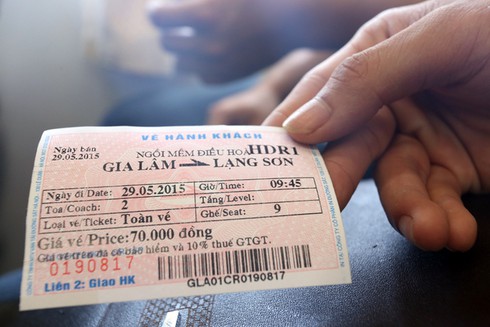 VÉ HÀNH KHÁCH
Ngày bán
29.05.2015
NGỒI MỀM ĐIỀU HOÀ HDR1
GIA LÂM LẠNG SƠN
Ngày đi Date: 29.05.2015 Giờ/Time: 09:45
Toa/Coach: 2 Tầng/Level:
Loại vé/Ticket: Toàn vé Ghế/Seat: 9
Giá vé/Price:70.000 đồng
Giá vé trên đã có bảo hiểm và 10% thuế GTGT.
0190817
Liên 2: Giao HK
GLA01CR0190817